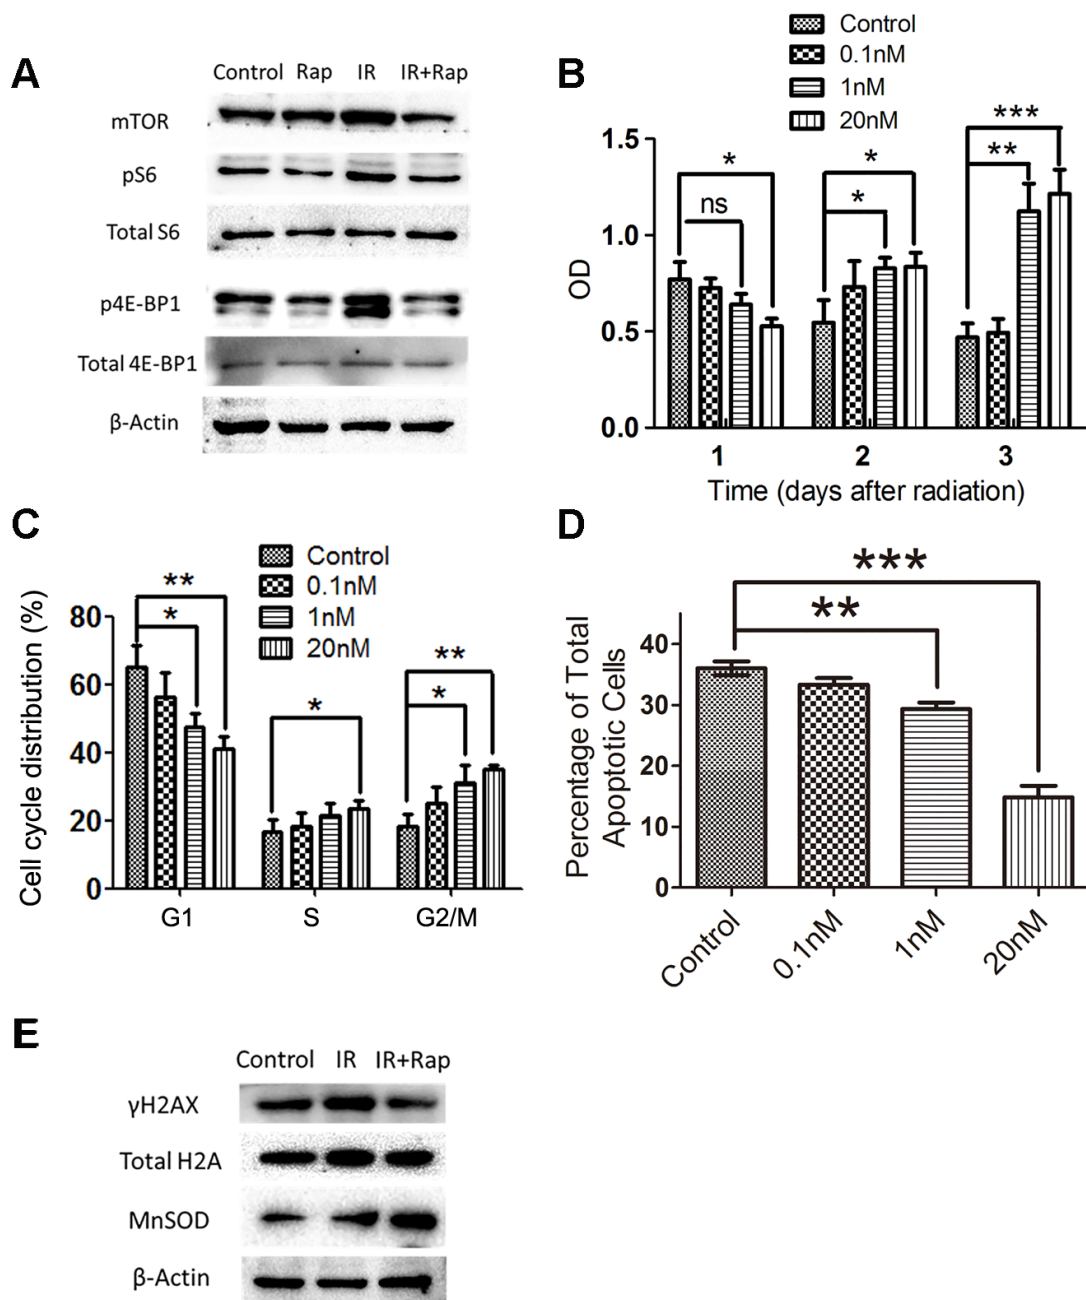 A
Control Rap IR IR+Rap
mTOR
pS6
Total S6
p4E-BP1
Total 4E-BP1
β-Actin
B
Control
0.1nM
1nM
20nM
OD
1.5
1.0
0.5
0.0
*
ns
*
*
***
**
1 2 3
Time (days after radiation)
C
Control
0.1nM
1nM
20nM
Cell cycle distribution (%)
80
60
40
20
0
**
*
*
**
*
G1 S G2/M
D
Percentage of Total
Apoptotic Cells
40
30
20
10
0
***
**
Control 0.1nM 1nM 20nM
E
Control IR IR+Rap
γH2AX
Total H2A
MnSOD
β-Actin